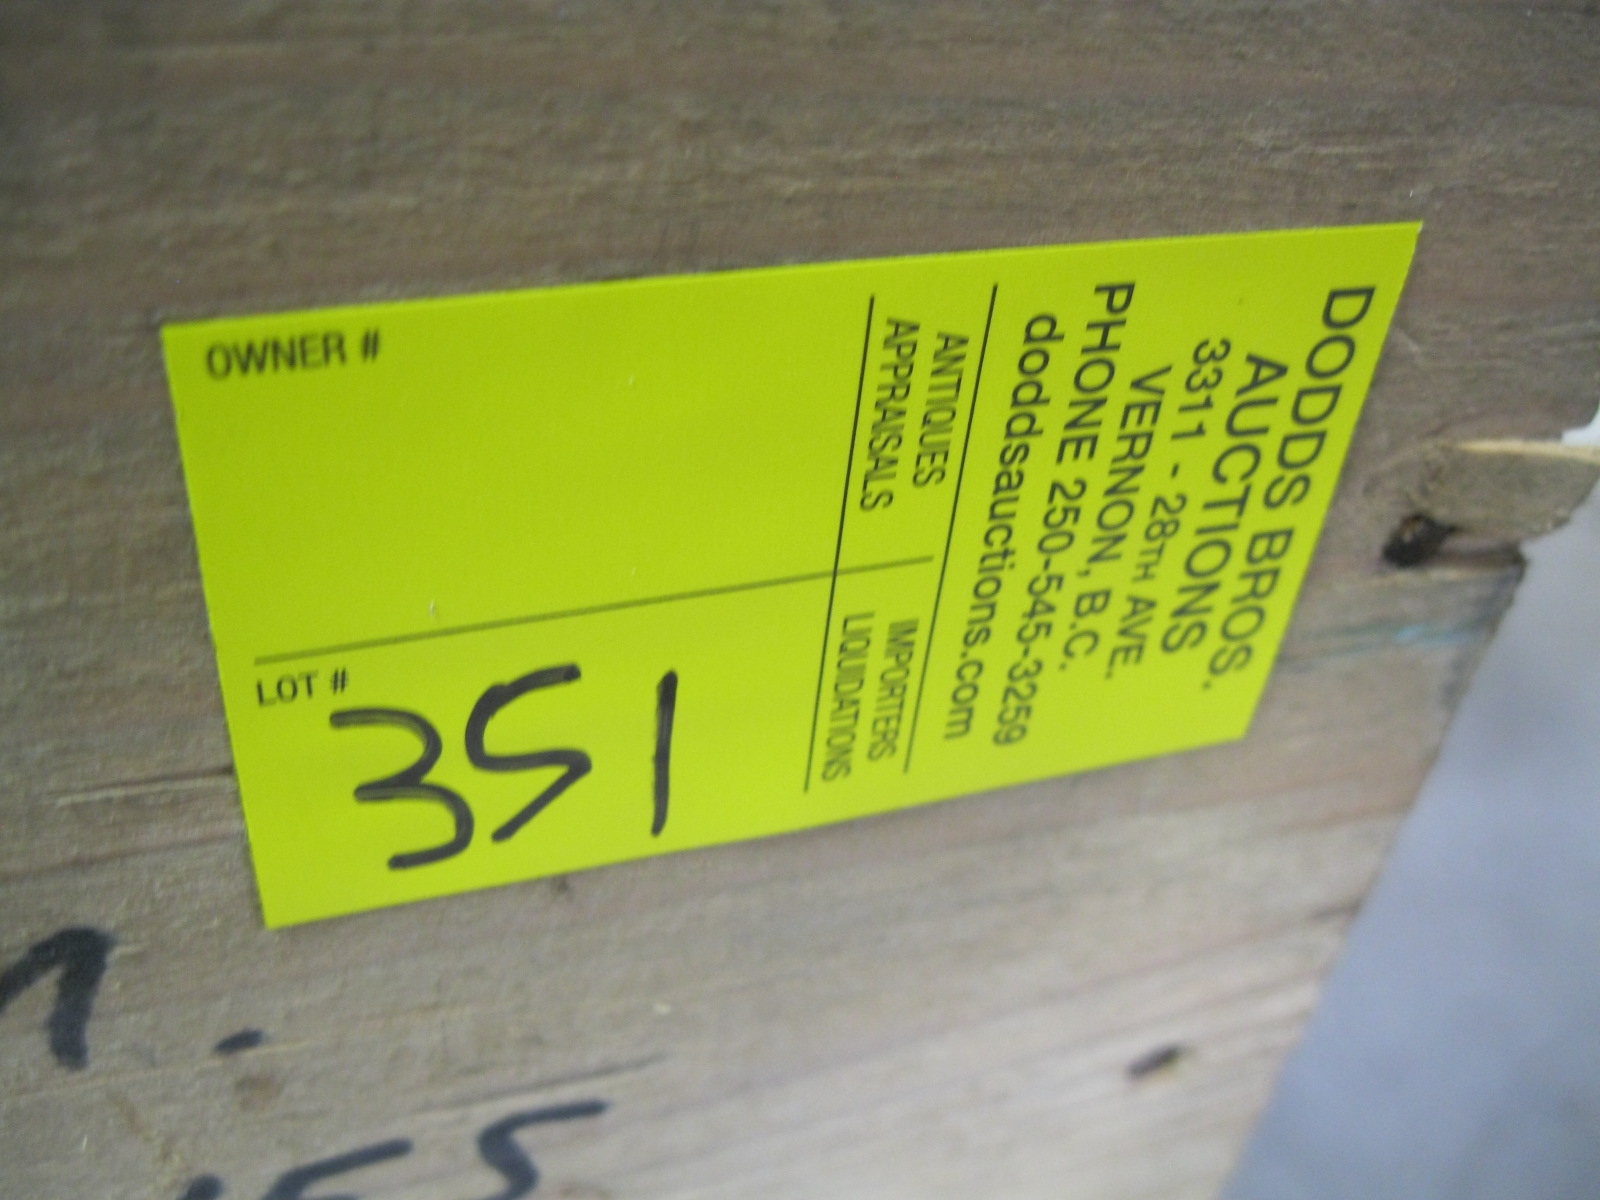 DODDS BROS.
AUCTIONS
3311 - 28TH AVE.
VERNON, B.C.
PHONE 250-545-3259
doddsauctions.com
ANTIQUES IMPORTERS
APPRAISALS LIQUIDATIONS
OWNER #
LOT #
351